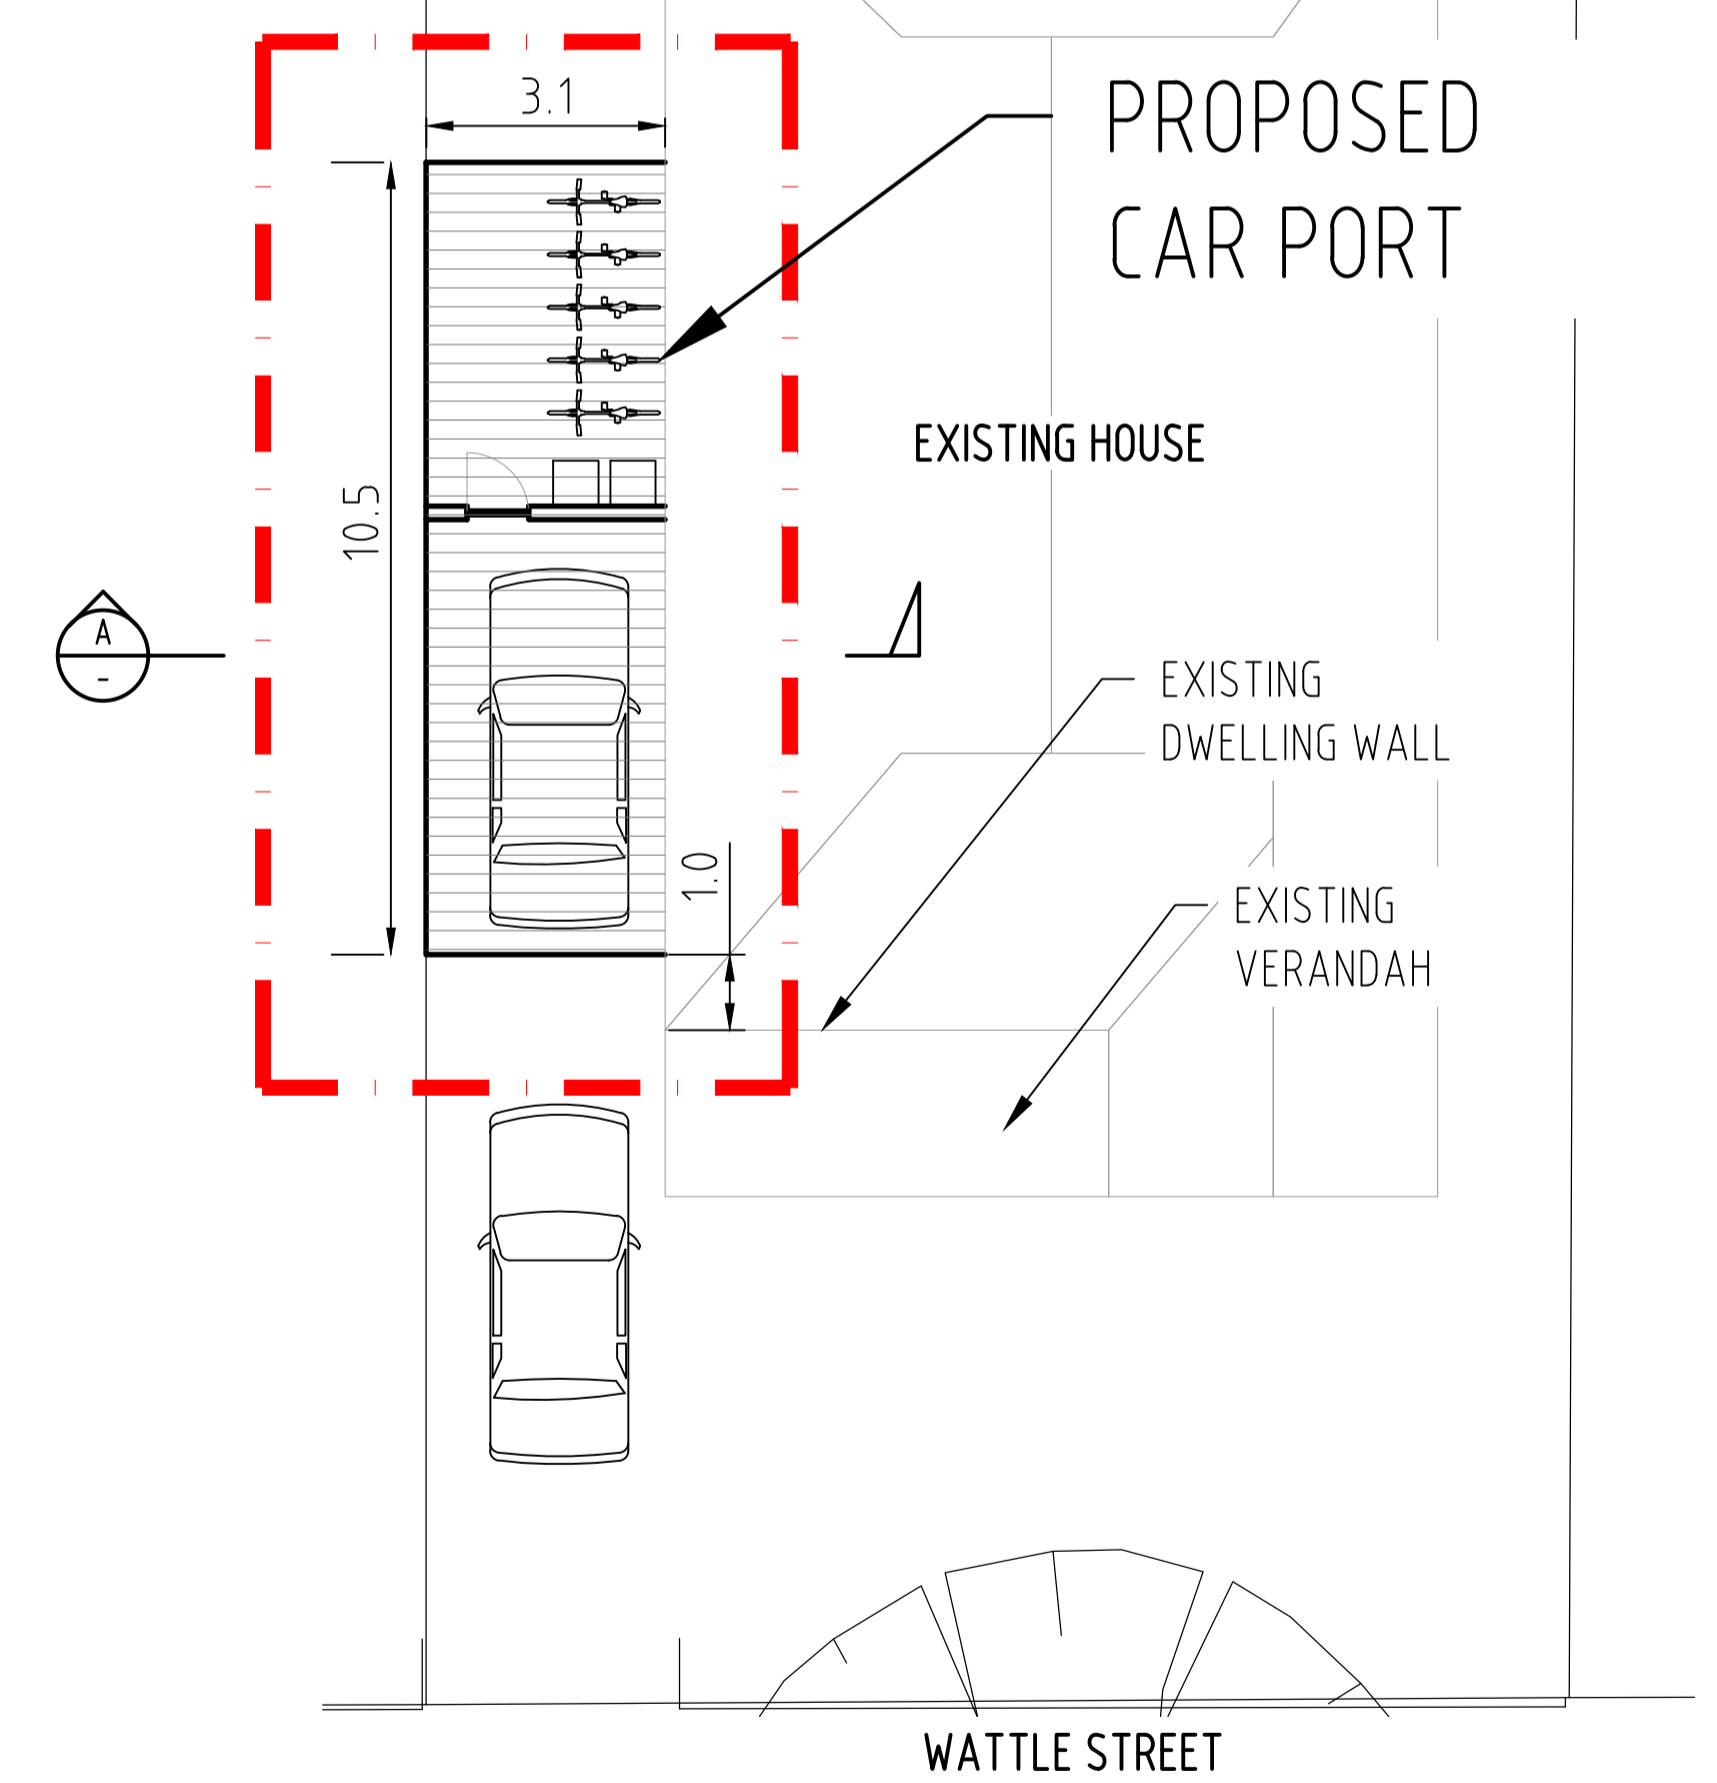 3.1
PROPOSED
CAR PORT
EXISTING HOUSE
10.5
A
-
EXISTING
DWELLING WALL
1.0
EXISTING
VERANDAH
WATTLE STREET